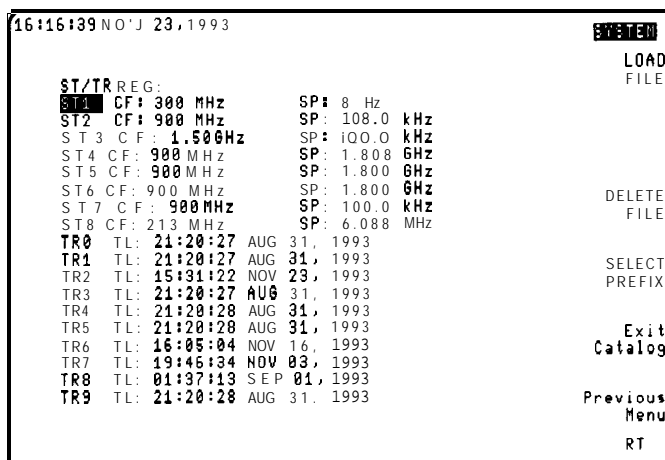 16:16:39 NO'J 23,1993
SYSTEM
LOAD
FILE
ST/TR REG:
ST1 CF: 300 MHz SP: 8 Hz
ST2 CF: 900 MHz SP: 108.0 kHz
ST3 CF: 1.50GHz SP: iQO.O kHz
ST4 CF: 900 MHz SP: 1.808 GHz
ST5 CF: 900 MHz SP: 1.800 GHz
ST6 CF: 900 MHz SP: 1.800 GHz
ST7 CF: 900 MHz SP: 100.0 kHz
ST8 CF: 213 MHz SP: 6.088 MHz
TR0 TL: 21:20:27 AUG 31, 1993
TR1 TL: 21:20:27 AUG 31, 1993
TR2 TL: 15:31:22 NOV 23, 1993
TR3 TL: 21:20:27 AUG 31, 1993
TR4 TL: 21:20:28 AUG 31, 1993
TR5 TL: 21:20:28 AUG 31, 1993
TR6 TL: 16:05:04 NOV 16, 1993
TR7 TL: 19:46:34 NOV 03, 1993
TR8 TL: 01:37:13 SEP 01, 1993
TR9 TL: 21:20:28 AUG 31. 1993
DELETE
FILE
SELECT
PREFIX
Exit
Catalog
Previous
Menu
RT